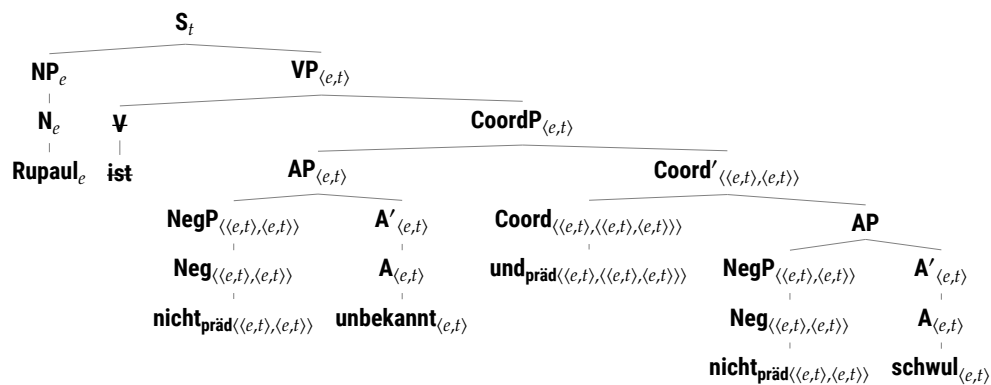 S_t
NP_e VP_⟨e,t⟩
N_e V CoordP_⟨e,t⟩
Rupaul_e ist AP_⟨e,t⟩ Coord′_⟨⟨e,t⟩,⟨e,t⟩⟩
NegP_⟨⟨e,t⟩,⟨e,t⟩⟩ A′_⟨e,t⟩ Coord_⟨⟨e,t⟩,⟨⟨e,t⟩,⟨e,t⟩⟩⟩ AP
Neg_⟨⟨e,t⟩,⟨e,t⟩⟩ A_⟨e,t⟩ und_präd⟨⟨e,t⟩,⟨⟨e,t⟩,⟨e,t⟩⟩⟩ NegP_⟨⟨e,t⟩,⟨e,t⟩⟩ A′_⟨e,t⟩
nicht_präd⟨⟨e,t⟩,⟨e,t⟩⟩ unbekannt_⟨e,t⟩ Neg_⟨⟨e,t⟩,⟨e,t⟩⟩ A_⟨e,t⟩
nicht_präd⟨⟨e,t⟩,⟨e,t⟩⟩ schwul_⟨e,t⟩